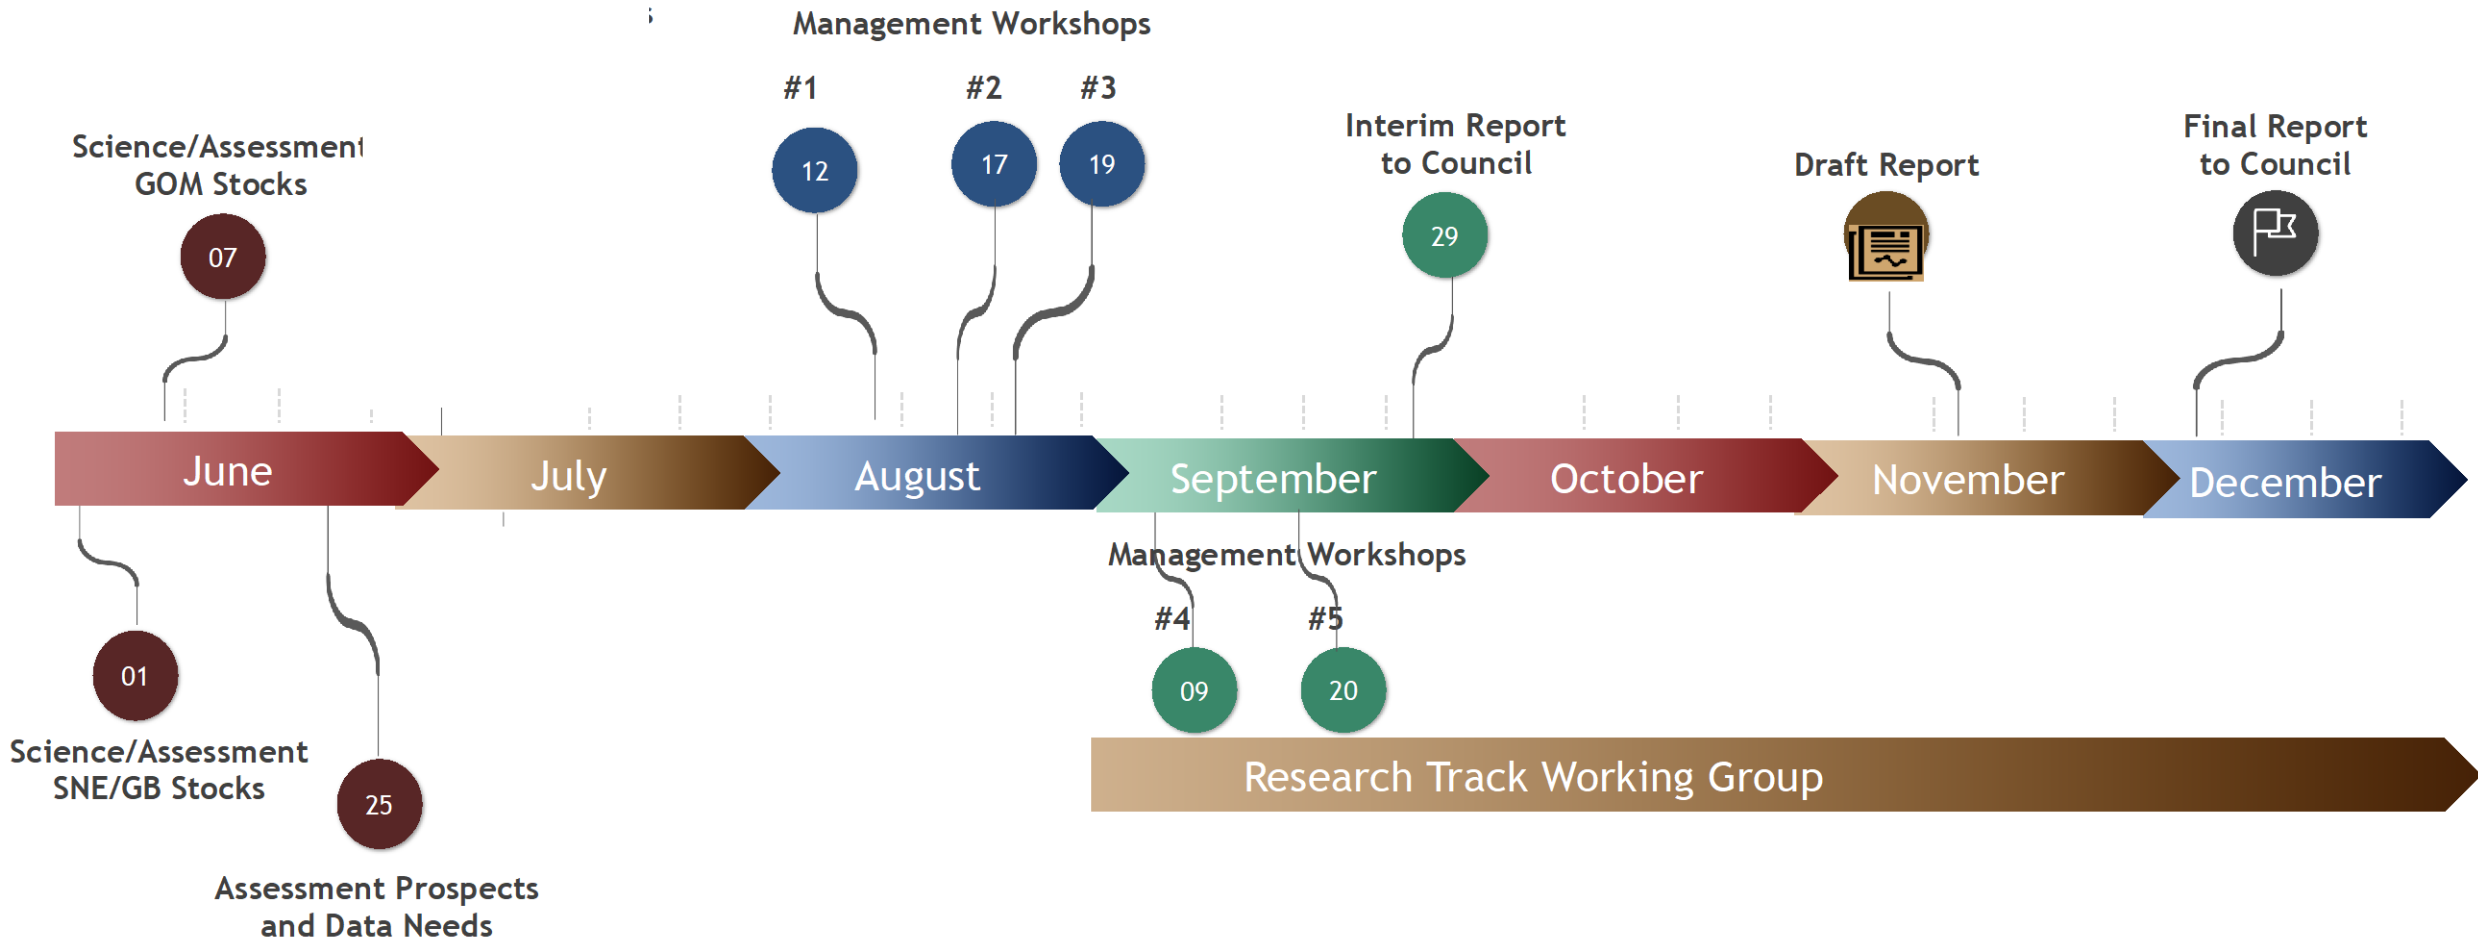 Management Workshops
#1
#2
#3
12
17
19
Science/Assessment
GOM Stocks
07
Interim Report
to Council
29
Draft Report
Final Report
to Council
June
July
August
September
October
November
December
01
Science/Assessment
SNE/GB Stocks
25
Assessment Prospects
and Data Needs
Management Workshops
#4
#5
09
20
Research Track Working Group